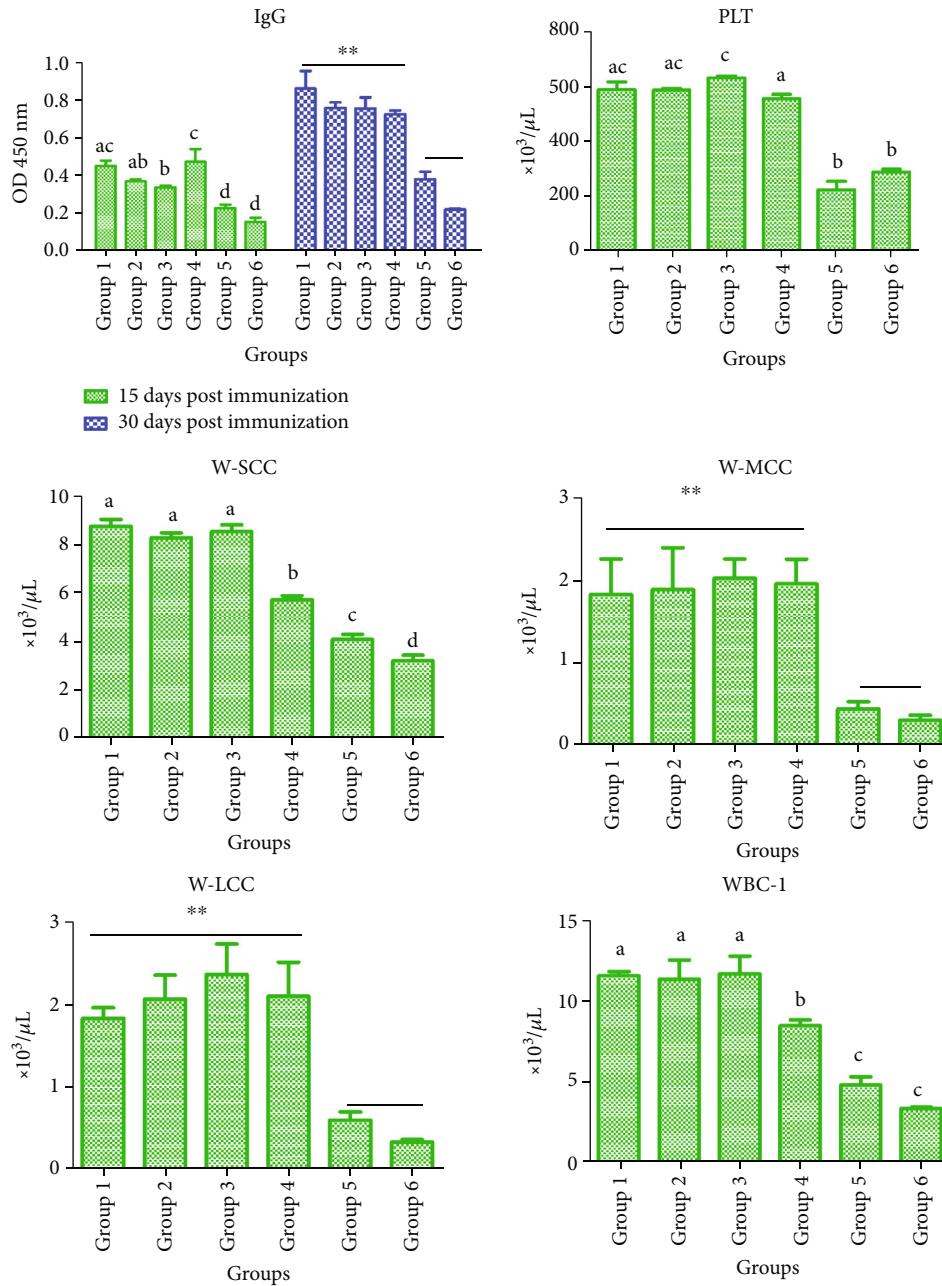 IgG
OD 450 nm
1.0
0.8
0.6
0.4
0.2
0.0
ac
ab
b
c
d
d
**
Group 1
Group 2
Group 3
Group 4
Group 5
Group 6
Group 1
Group 2
Group 3
Group 4
Group 5
Group 6
Groups
15 days post immunization
30 days post immunization
PLT
×10³/µL
800
600
400
200
0
ac
ac
c
a
b
b
Group 1
Group 2
Group 3
Group 4
Group 5
Group 6
Groups
W-SCC
×10³/µL
10
8
6
4
2
0
a
a
a
b
c
d
Group 1
Group 2
Group 3
Group 4
Group 5
Group 6
Groups
W-MCC
×10³/µL
3
2
1
0
**
Group 1
Group 2
Group 3
Group 4
Group 5
Group 6
Groups
W-LCC
×10³/µL
3
2
1
0
**
Group 1
Group 2
Group 3
Group 4
Group 5
Group 6
Groups
WBC-1
×10³/µL
15
10
5
0
a
a
a
b
c
c
Group 1
Group 2
Group 3
Group 4
Group 5
Group 6
Groups